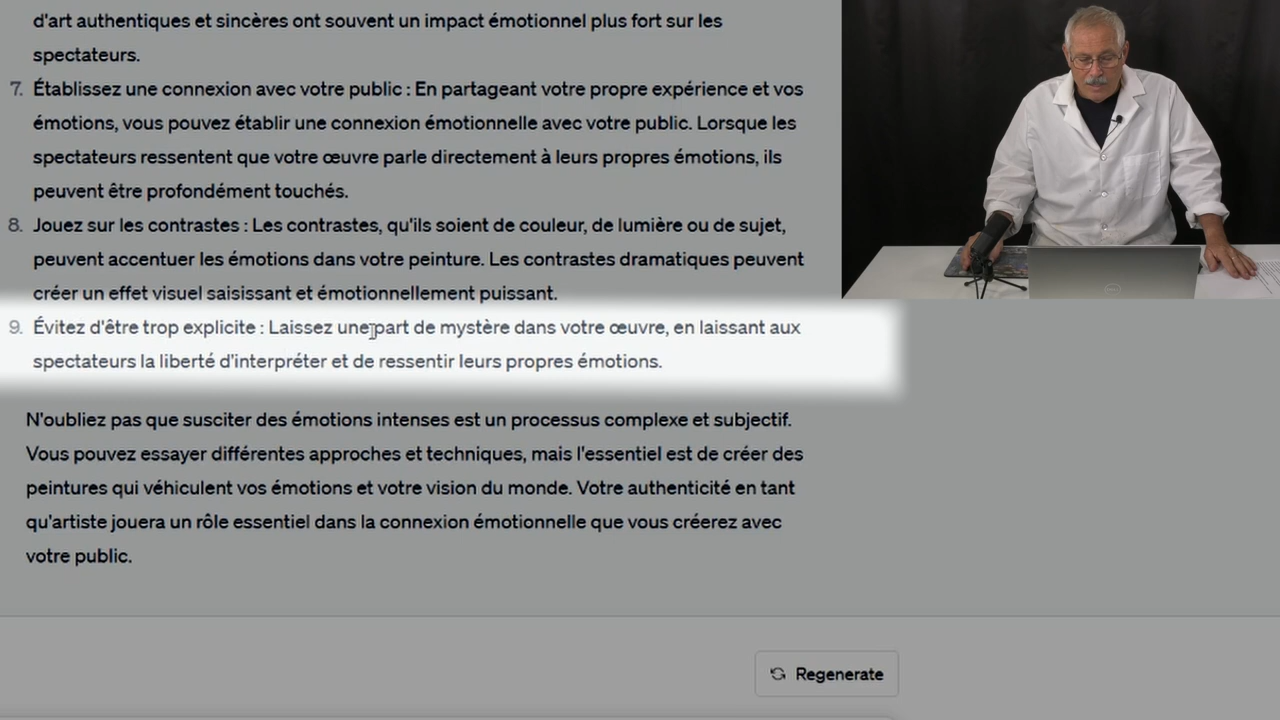 d'art authentiques et sincères ont souvent un impact émotionnel plus fort sur les
spectateurs.
7. Établissez une connexion avec votre public : En partageant votre propre expérience et vos
émotions, vous pouvez établir une connexion émotionnelle avec votre public. Lorsque les
spectateurs ressentent que votre œuvre parle directement à leurs propres émotions, ils
peuvent être profondément touchés.
8. Jouez sur les contrastes : Les contrastes, qu'ils soient de couleur, de lumière ou de sujet,
peuvent accentuer les émotions dans votre peinture. Les contrastes dramatiques peuvent
créer un effet visuel saisissant et émotionnellement puissant.
9. Évitez d'être trop explicite : Laissez une part de mystère dans votre œuvre, en laissant aux
spectateurs la liberté d'interpréter et de ressentir leurs propres émotions.
N'oubliez pas que susciter des émotions intenses est un processus complexe et subjectif.
Vous pouvez essayer différentes approches et techniques, mais l'essentiel est de créer des
peintures qui véhiculent vos émotions et votre vision du monde. Votre authenticité en tant
qu'artiste jouera un rôle essentiel dans la connexion émotionnelle que vous créerez avec
votre public.
Regenerate